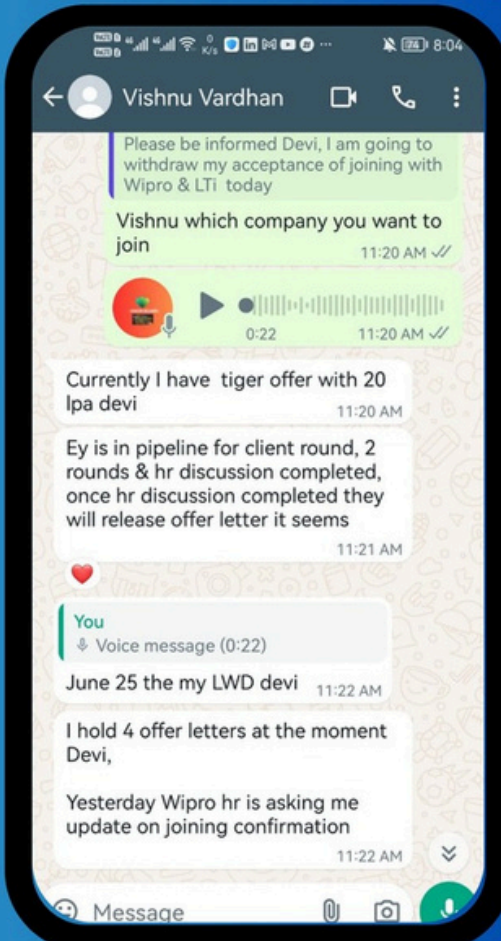 K/s 74 8:04
Vishnu Vardhan
Please be informed Devi, I am going to
withdraw my acceptance of joining with
Wipro & LTi today
Vishnu which company you want to
join
11:20 AM
0:22 11:20 AM
Currently I have tiger offer with 20
lpa devi
11:20 AM
Ey is in pipeline for client round, 2
rounds & hr discussion completed,
once hr discussion completed they
will release offer letter it seems
11:21 AM
You
Voice message (0:22)
June 25 the my LWD devi 11:22 AM
I hold 4 offer letters at the moment
Devi,
Yesterday Wipro hr is asking me
update on joining confirmation
11:22 AM
Message